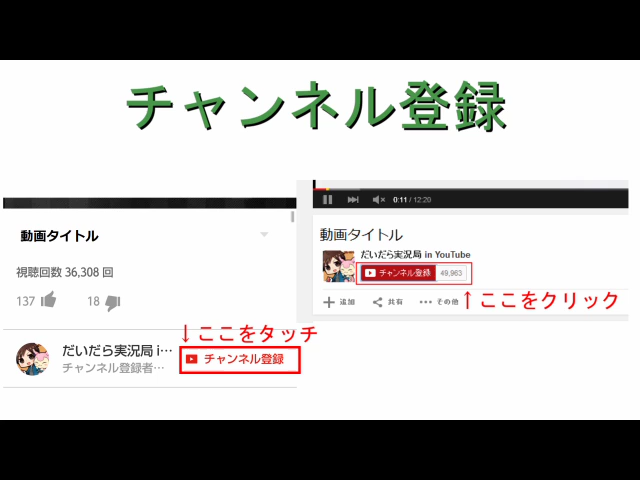 チャンネル登録
動画タイトル
視聴回数 36,308 回
137
18
↓ここをタッチ
だいだら実況局 i…
チャンネル登録者…
チャンネル登録
0:11 / 12:20
動画タイトル
だいだら実況局 in YouTube
チャンネル登録 49,963
↑ここをクリック
追加 共有 その他